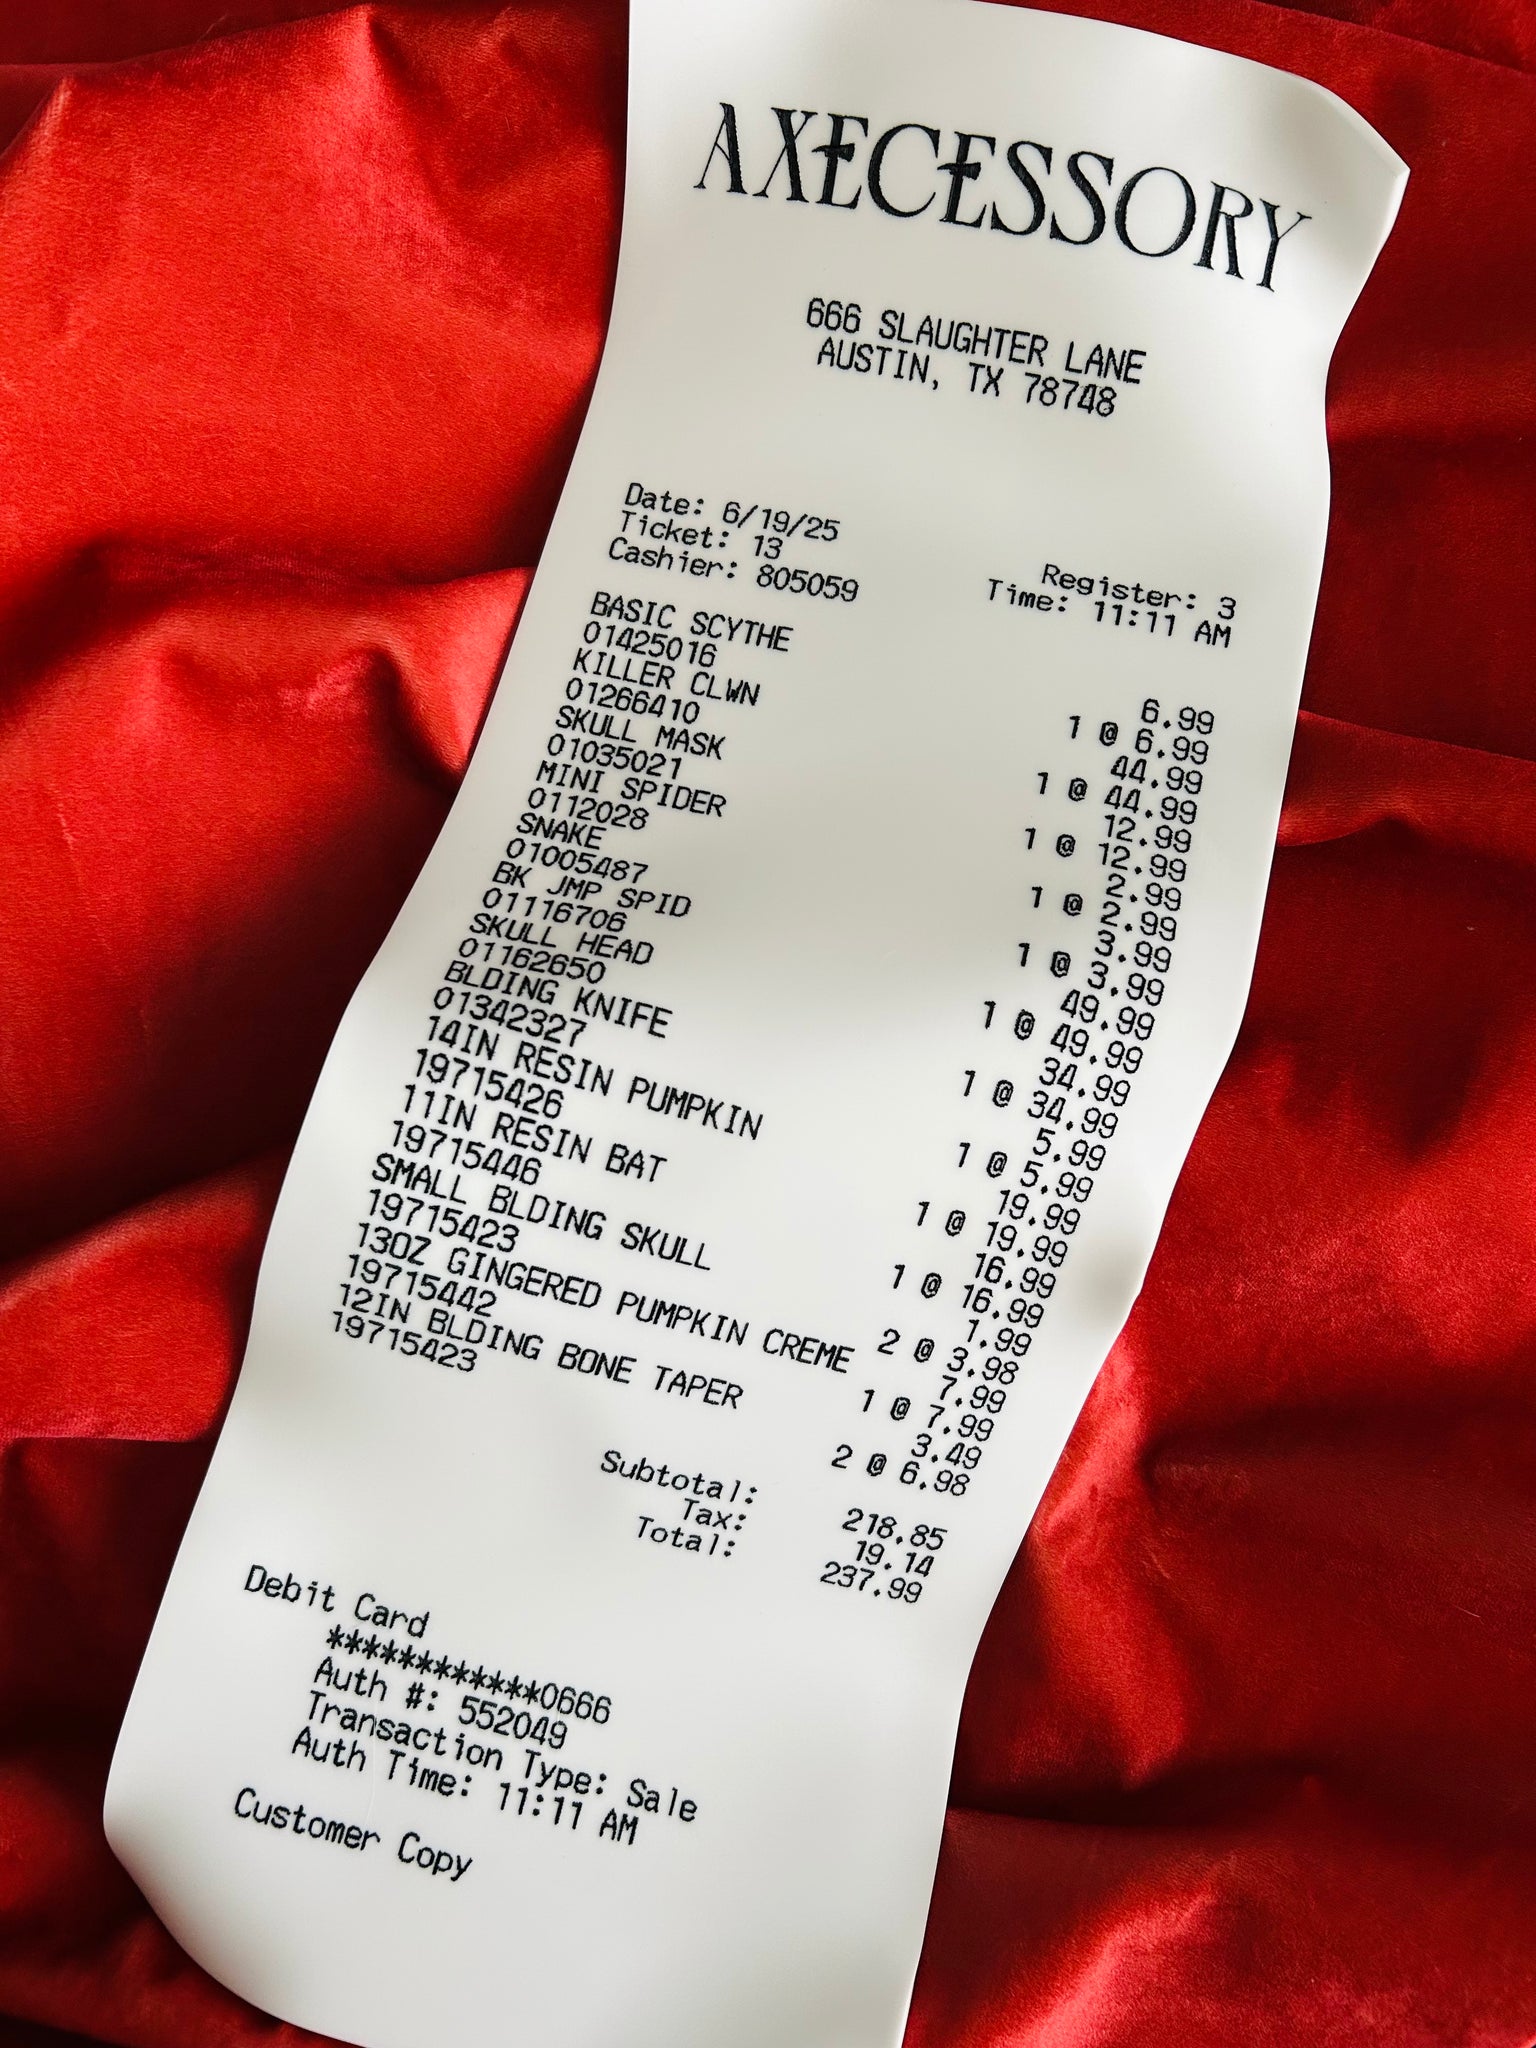 AXECESSORY
666 SLAUGHTER LANE
AUSTIN, TX 78748
Date: 6/19/25
Ticket: 13 Register: 3
Cashier: 805059 Time: 11:11 AM
BASIC SCYTHE 6.99
01425016 1 @ 6.99
KILLER CLWN 44.99
01266410 1 @ 44.99
SKULL MASK 12.99
01035021 1 @ 12.99
MINI SPIDER 2.99
0112028 1 @ 2.99
SNAKE 3.99
01005487 1 @ 3.99
BK JMP SPID 49.99
01116706 1 @ 49.99
SKULL HEAD 34.99
01162650 1 @ 34.99
BLDING KNIFE 5.99
01342327 1 @ 5.99
14IN RESIN PUMPKIN 19.99
19715426 1 @ 19.99
11IN RESIN BAT 16.99
19715446 1 @ 16.99
SMALL BLDING SKULL 1.99
19715423 2 @ 3.98
13OZ GINGERED PUMPKIN CREME 7.99
19715442 1 @ 7.99
12IN BLDING BONE TAPER 3.49
19715423 2 @ 6.98
Subtotal: 218.85
Tax: 19.14
Total: 237.99
Debit Card
************0666
Auth #: 552049
Transaction Type: Sale
Auth Time: 11:11 AM
Customer Copy